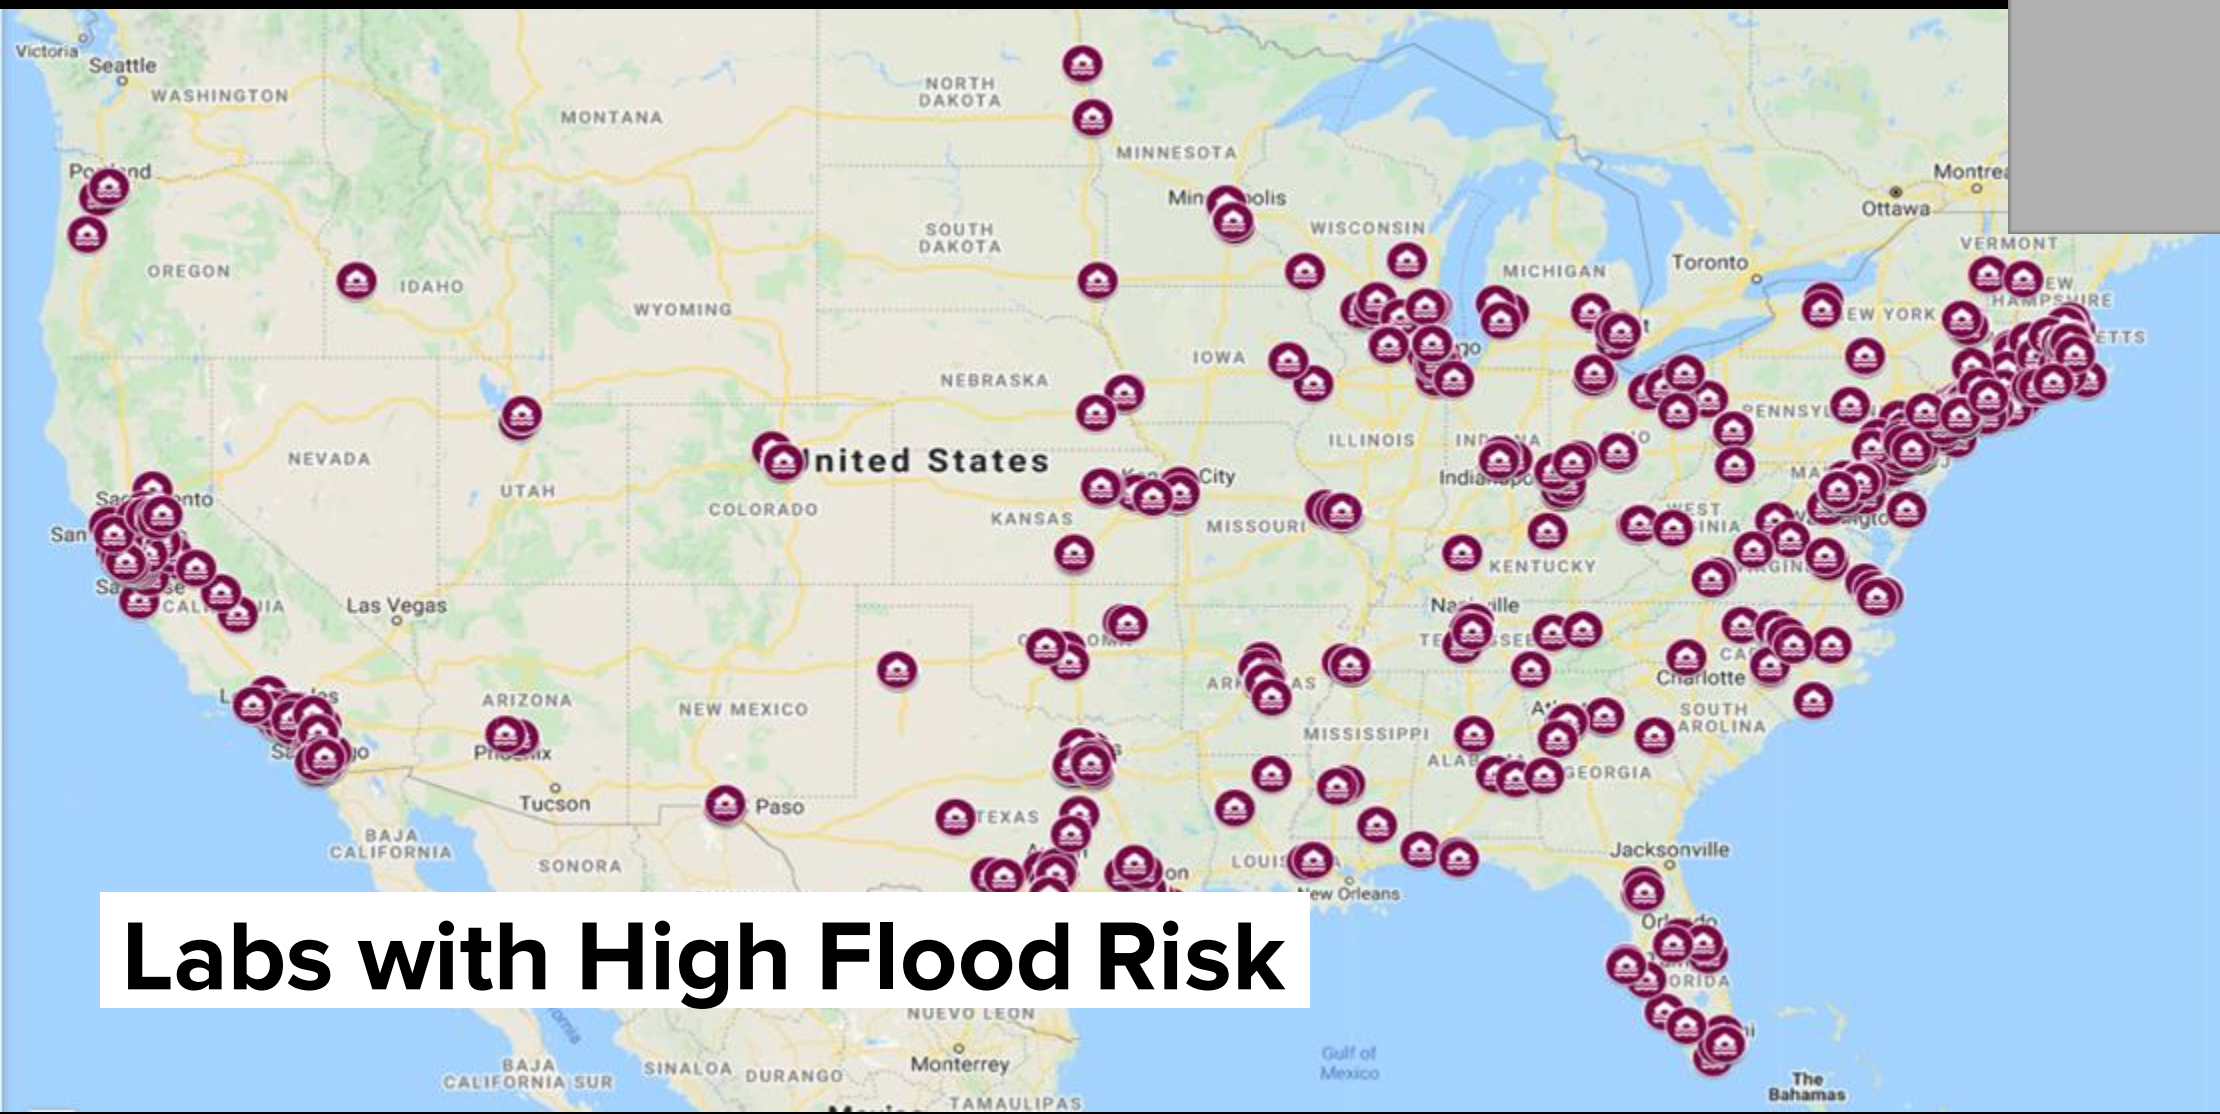 Victoria
Seattle
WASHINGTON
MONTANA
NORTH
DAKOTA
MINNESOTA
Ottawa
VERMONT
SOUTH
DAKOTA
WISCONSIN
MICHIGAN
Toronto
OREGON
IDAHO
WYOMING
HAMPSHIRE
IOWA
NEBRASKA
ILLINOIS
NEVADA
United States
UTAH
City
COLORADO
KANSAS
MISSOURI
San
KENTUCKY
Las Vegas
ARIZONA
NEW MEXICO
Charlotte
MISSISSIPPI
SOUTH
CAROLINA
GEORGIA
Tucson
Paso
TEXAS
BAJA
CALIFORNIA
SONORA
Jacksonville
New Orleans
Labs with High Flood Risk
NUEVO LEON
Monterrey
BAJA
CALIFORNIA SUR
SINALOA
DURANGO
TAMAULIPAS
Gulf of
Mexico
The
Bahamas